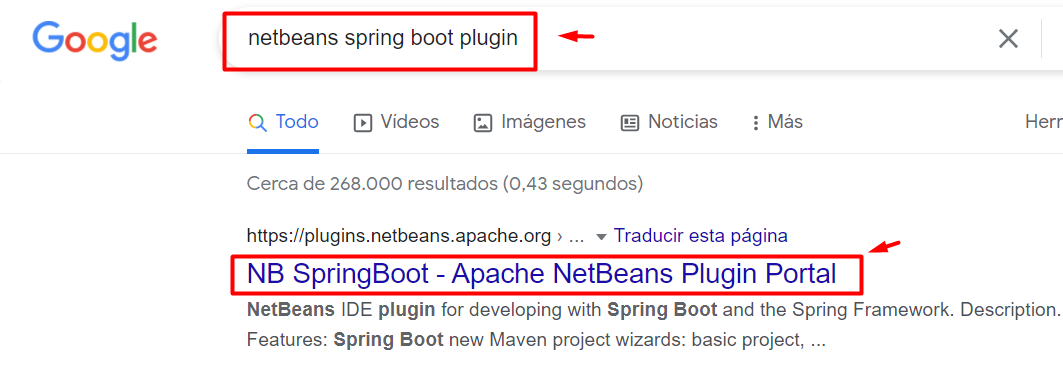 Google
netbeans spring boot plugin
Todo Vídeos Imágenes Noticias Más Herr
Cerca de 268.000 resultados (0,43 segundos)
https://plugins.netbeans.apache.org › ... Traducir esta página
NB SpringBoot - Apache NetBeans Plugin Portal
NetBeans IDE plugin for developing with Spring Boot and the Spring Framework. Description.
Features: Spring Boot new Maven project wizards: basic project, ...